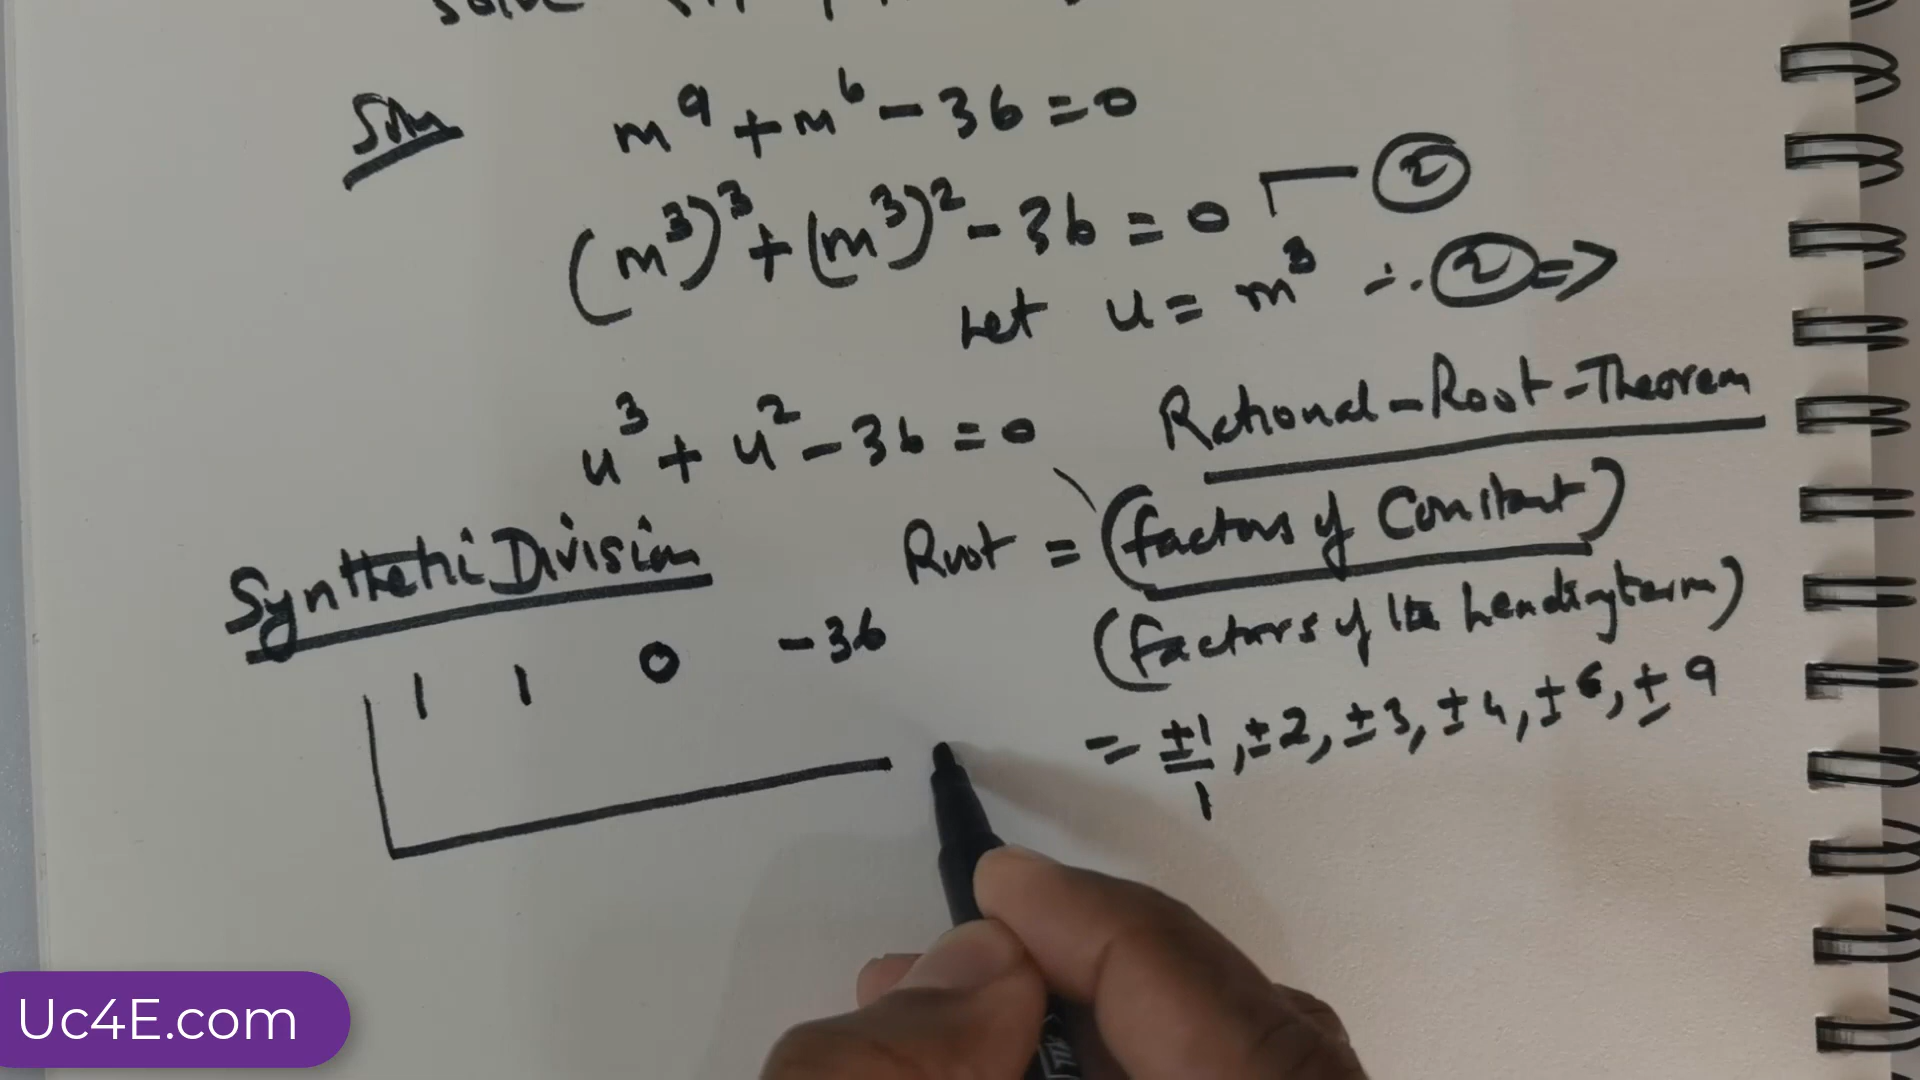 Soln
m⁹ + m⁶ - 36 = 0
(m³)³ + (m³)² - 36 = 0 ②
Let u = m³ ∴ ② =>
u³ + u² - 36 = 0
Rational-Root-Theorem
Root = (factors of Constant)
(factors of the Leading term)
= ±1/1, ±2, ±3, ±4, ±6, ±9
Synthetic Division
1 1 0 -36
Uc4E.com